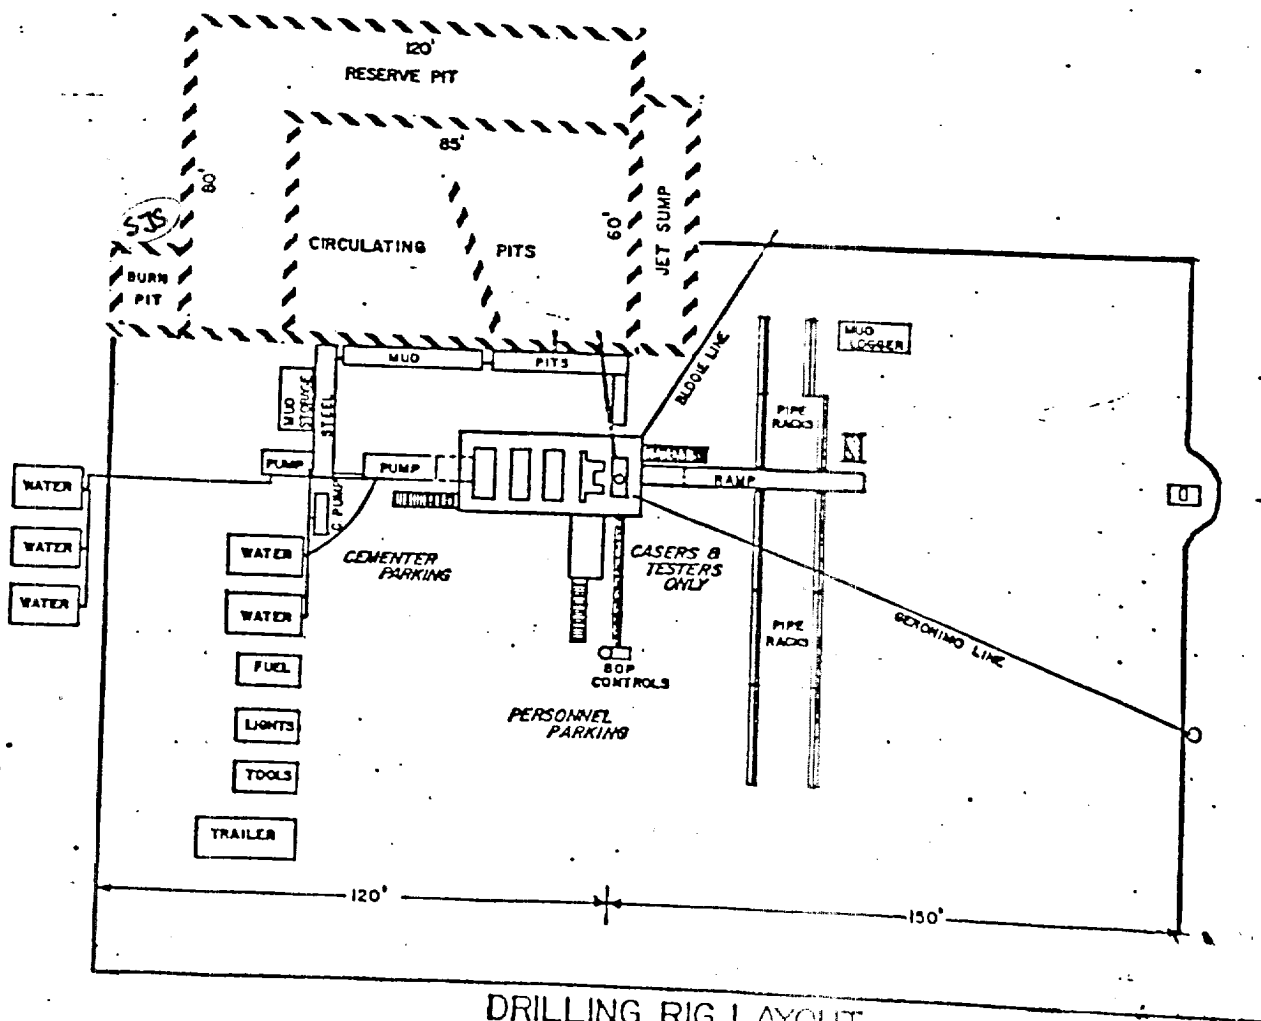 120'
RESERVE PIT
85'
80'
SJS
60'
JET SUMP
CIRCULATING
PITS
BURN
PIT
BLOOIE LINE
MUD
LOGGER
MUD
PITS
MUD
STORAGE
STEEL
PIPE
RACKS
PUMP
PUMP
RAMP
WATER
D
C PUMP
WATER
WATER
CEMENTER
PARKING
CASERS &
TESTERS
ONLY
WATER
WATER
GERONIMO LINE
PIPE
RACKS
FUEL
BOP
CONTROLS
LIGHTS
PERSONNEL
PARKING
TOOLS
TRAILER
120'
150'
DRILLING RIG LAYOUT